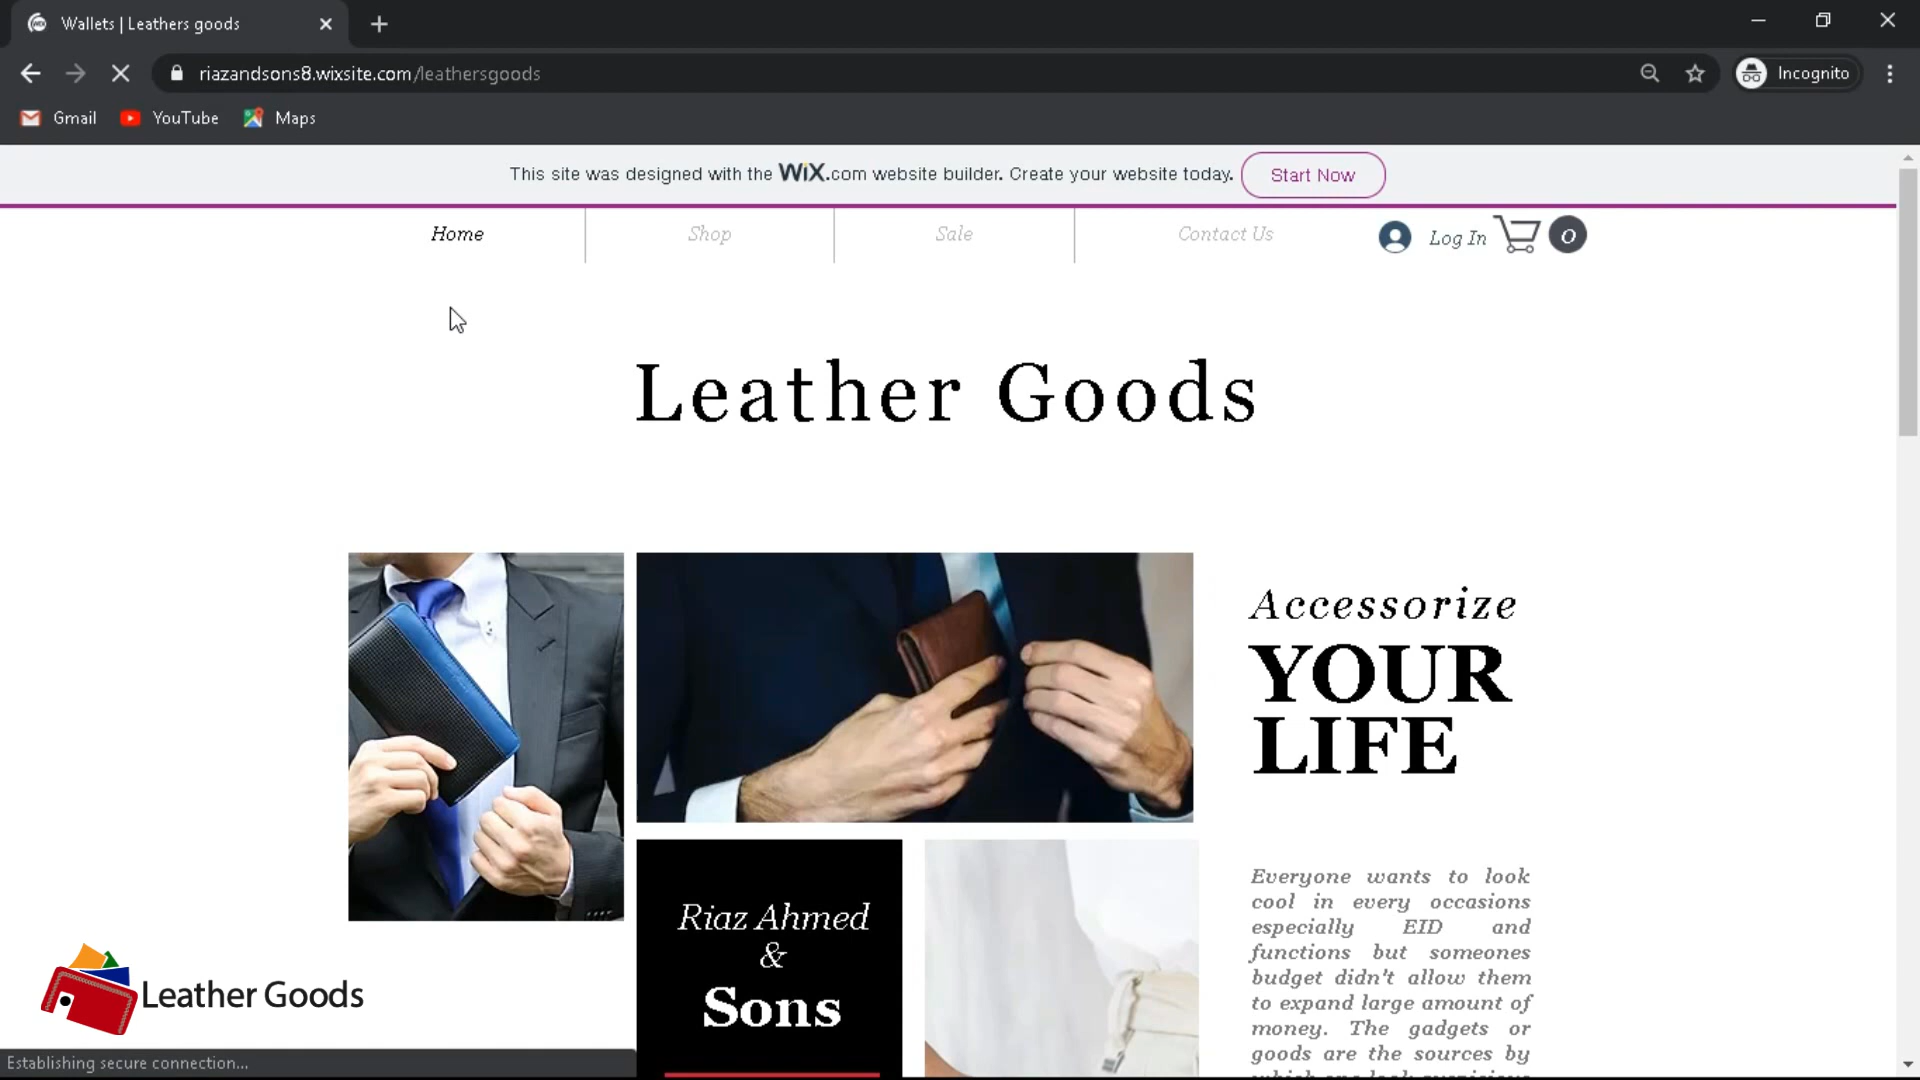 Wallets | Leathers goods
riazandsons8.wixsite.com/leathersgoods
Incognito
Gmail
YouTube
Maps
This site was designed with the WiX.com website builder. Create your website today.
Start Now
Home
Shop
Sale
Contact Us
Log In
0
Leather Goods
Accessorize
YOUR
LIFE
Riaz Ahmed
&
Sons
Everyone wants to look
cool in every occasions
especially EID and
functions but someones
budget didn't allow them
to expand large amount of
money. The gadgets or
goods are the sources by
Leather Goods
Establishing secure connection...